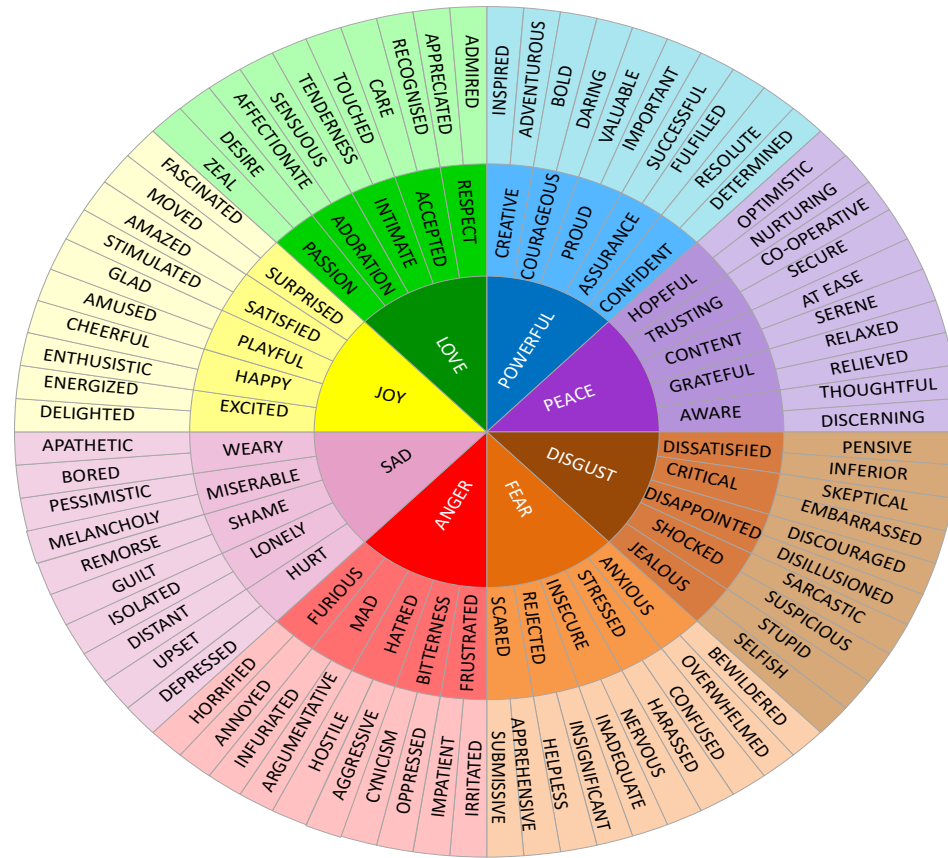 LOVE
POWERFUL
PEACE
DISGUST
FEAR
ANGER
SAD
JOY
PASSION
ADORATION
INTIMATE
ACCEPTED
RESPECT
CREATIVE
COURAGEOUS
PROUD
ASSURANCE
CONFIDENT
HOPEFUL
TRUSTING
CONTENT
GRATEFUL
AWARE
DISSATISFIED
CRITICAL
DISAPPOINTED
SHOCKED
JEALOUS
ANXIOUS
STRESSED
INSECURE
REJECTED
SCARED
FRUSTRATED
BITTERNESS
HATRED
MAD
FURIOUS
HURT
LONELY
SHAME
MISERABLE
WEARY
EXCITED
HAPPY
PLAYFUL
SATISFIED
SURPRISED
ZEAL
DESIRE
AFFECTIONATE
SENSUOUS
TENDERNESS
TOUCHED
CARE
RECOGNISED
APPRECIATED
ADMIRED
INSPIRED
ADVENTUROUS
BOLD
DARING
VALUABLE
IMPORTANT
SUCCESSFUL
FULFILLED
RESOLUTE
DETERMINED
OPTIMISTIC
NURTURING
CO-OPERATIVE
SECURE
AT EASE
SERENE
RELAXED
RELIEVED
THOUGHTFUL
DISCERNING
PENSIVE
INFERIOR
SKEPTICAL
EMBARRASSED
DISCOURAGED
DISILLUSIONED
SARCASTIC
SUSPICIOUS
STUPID
SELFISH
BEWILDERED
OVERWHELMED
CONFUSED
HARASSED
NERVOUS
INADEQUATE
INSIGNIFICANT
HELPLESS
APPREHENSIVE
SUBMISSIVE
IRRITATED
IMPATIENT
OPPRESSED
CYNICISM
AGGRESSIVE
HOSTILE
ARGUMENTATIVE
INFURIATED
ANNOYED
HORRIFIED
DEPRESSED
UPSET
DISTANT
ISOLATED
GUILT
REMORSE
MELANCHOLY
PESSIMISTIC
BORED
APATHETIC
DELIGHTED
ENERGIZED
ENTHUSISTIC
CHEERFUL
AMUSED
GLAD
STIMULATED
AMAZED
MOVED
FASCINATED